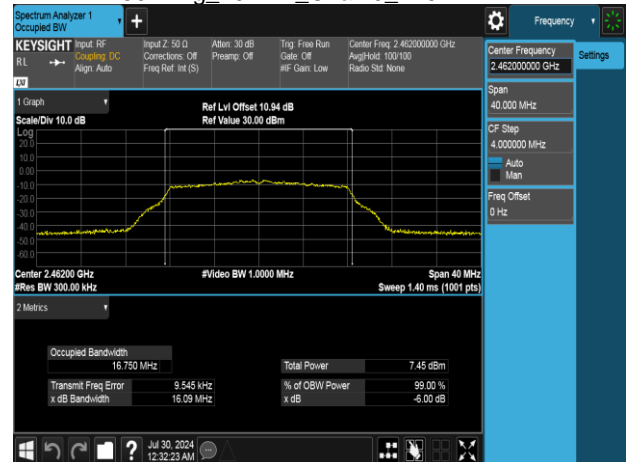 Spectrum Analyzer 1
Occupied BW
+
Frequency
KEYSIGHT
RL
LXI
Input: RF
Coupling: DC
Align: Auto
Input Z: 50 Ω
Corrections: Off
Freq Ref: Int (S)
Atten: 30 dB
Preamp: Off
Trig: Free Run
Gate: Off
#IF Gain: Low
Center Freq: 2.462000000 GHz
Avg|Hold: 100/100
Radio Std: None
Center Frequency
2.462000000 GHz
Settings
Span
40.000 MHz
CF Step
4.000000 MHz
Auto
Man
Freq Offset
0 Hz
1 Graph
Scale/Div 10.0 dB
Ref Lvl Offset 10.94 dB
Ref Value 30.00 dBm
Log
20.0
10.0
0.00
-10.0
-20.0
-30.0
-40.0
-50.0
-60.0
Center 2.46200 GHz
#Video BW 1.0000 MHz
Span 40 MHz
#Res BW 300.00 kHz
Sweep 1.40 ms (1001 pts)
2 Metrics
Occupied Bandwidth
16.750 MHz
Total Power 7.45 dBm
Transmit Freq Error 9.545 kHz
% of OBW Power 99.00 %
x dB Bandwidth 16.09 MHz
x dB -6.00 dB
?
Jul 30, 2024
12:32:23 AM